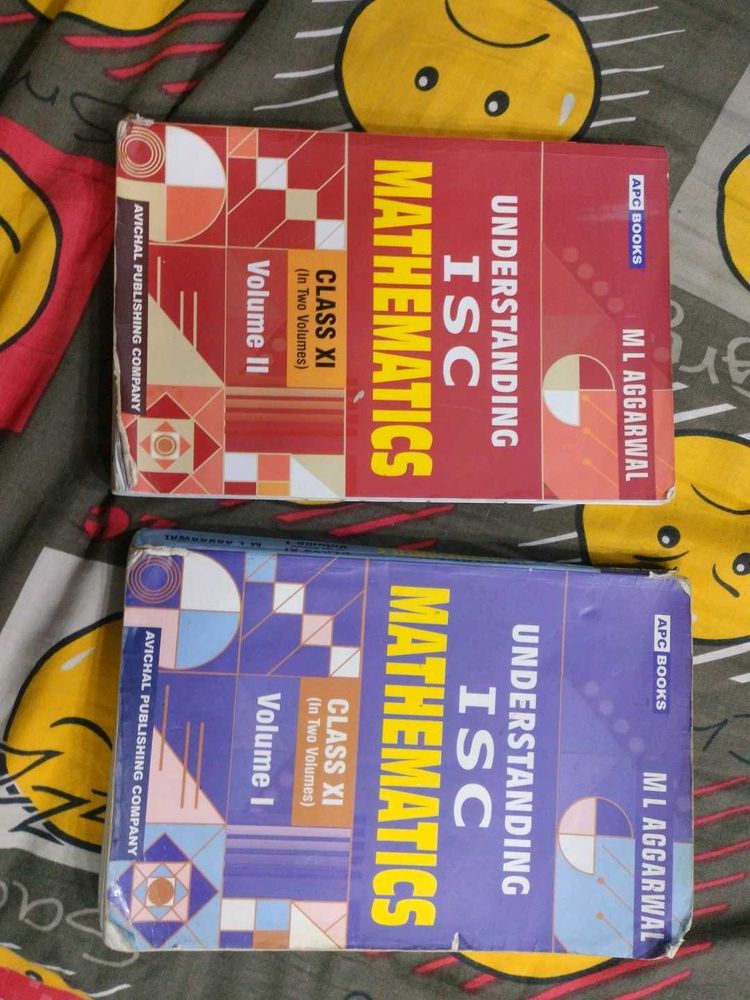 APC BOOKS
M L AGGARWAL
UNDERSTANDING
ISC
MATHEMATICS
CLASS XI
(In Two Volumes)
Volume II
AVICHAL PUBLISHING COMPANY
APC BOOKS
M L AGGARWAL
UNDERSTANDING
ISC
MATHEMATICS
CLASS XI
(In Two Volumes)
Volume I
AVICHAL PUBLISHING COMPANY
M L AGGARWAL